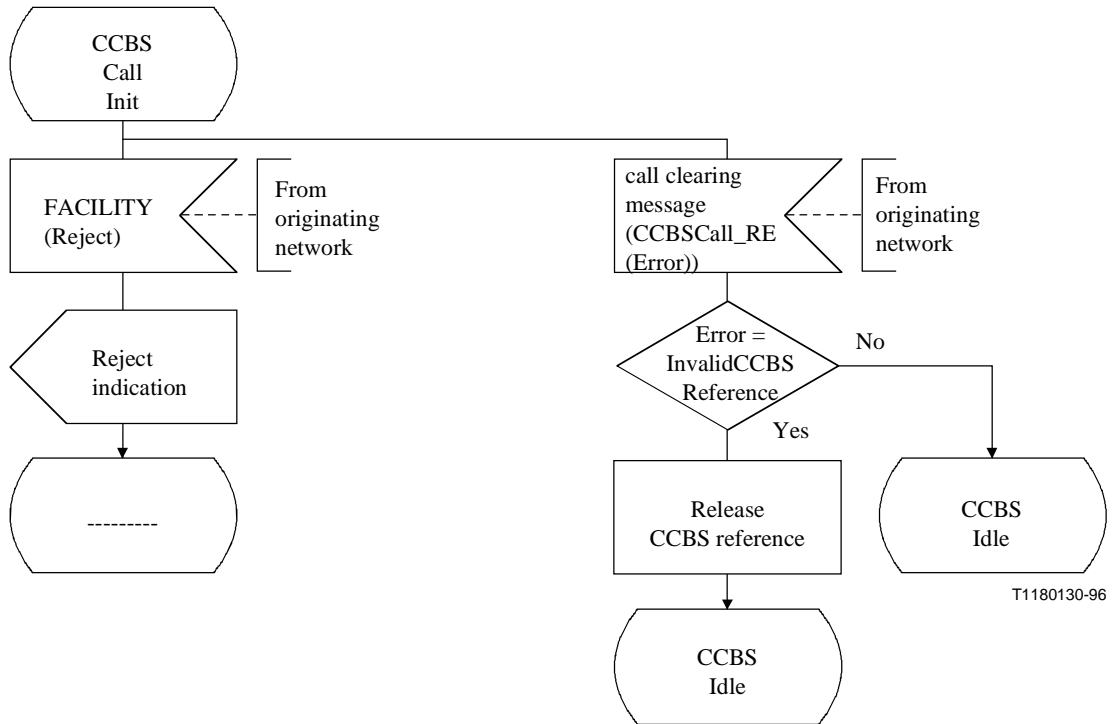 CCBS
Call
Init
FACILITY
(Reject)
From
originating
network
Reject
indication
---------
call clearing
message
(CCBSCall_RE
(Error))
From
originating
network
Error =
InvalidCCBS
Reference
No
Yes
Release
CCBS reference
CCBS
Idle
CCBS
Idle
T1180130-96